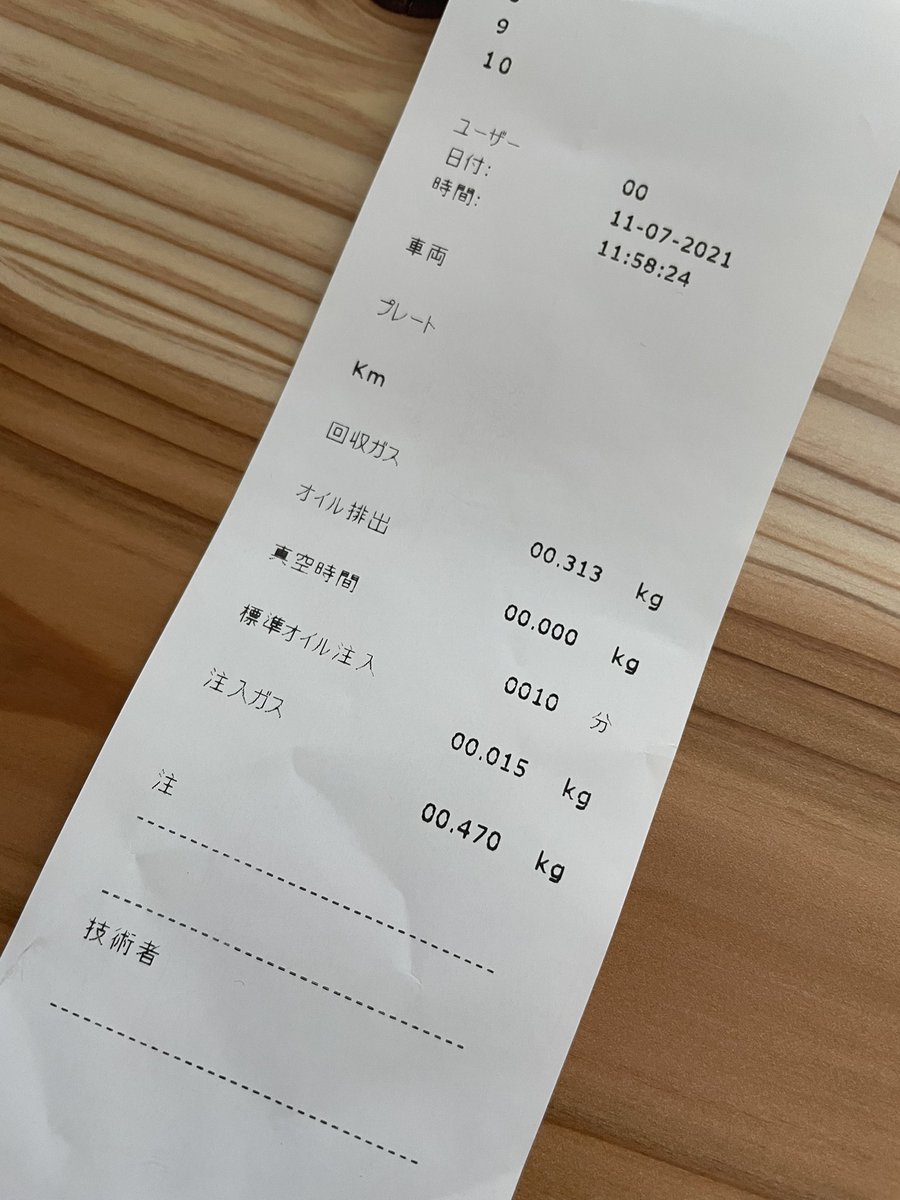 9
10
ユーザー 00
日付: 11-07-2021
時間: 11:58:24
車両
プレート
Km
回収ガス 00.313 kg
オイル排出 00.000 kg
真空時間 0010 分
標準オイル注入 00.015 kg
注入ガス 00.470 kg
注
技術者